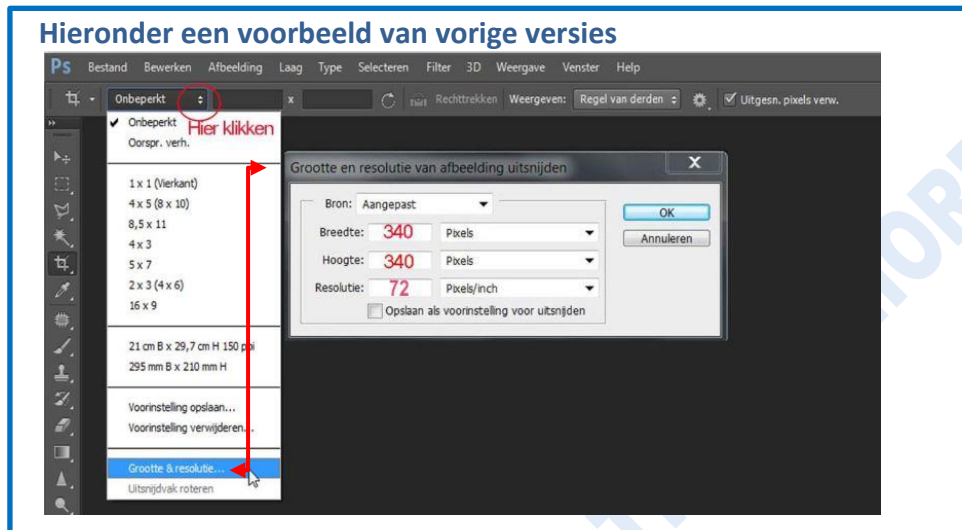 Hieronder een voorbeeld van vorige versies
Ps Bestand Bewerken Afbeelding Laag Type Selecteren Filter 3D Weergave Venster Help
Onbeperkt x Rechttrekken Weergeven: Regel van derden Uitgesn. pixels verw.
Onbeperkt
Hier klikken
Oorspr. verh.
1 x 1 (Vierkant)
4 x 5 (8 x 10)
8,5 x 11
4 x 3
5 x 7
2 x 3 (4 x 6)
16 x 9
21 cm B x 29,7 cm H 150 ppi
295 mm B x 210 mm H
Voorinstelling opslaan...
Voorinstelling verwijderen...
Grootte & resolutie...
Uitsnijdvak roteren
Grootte en resolutie van afbeelding uitsnijden X
Bron: Aangepast
OK
Breedte: 340 Pixels
Annuleren
Hoogte: 340 Pixels
Resolutie: 72 Pixels/inch
Opslaan als voorinstelling voor uitsnijden